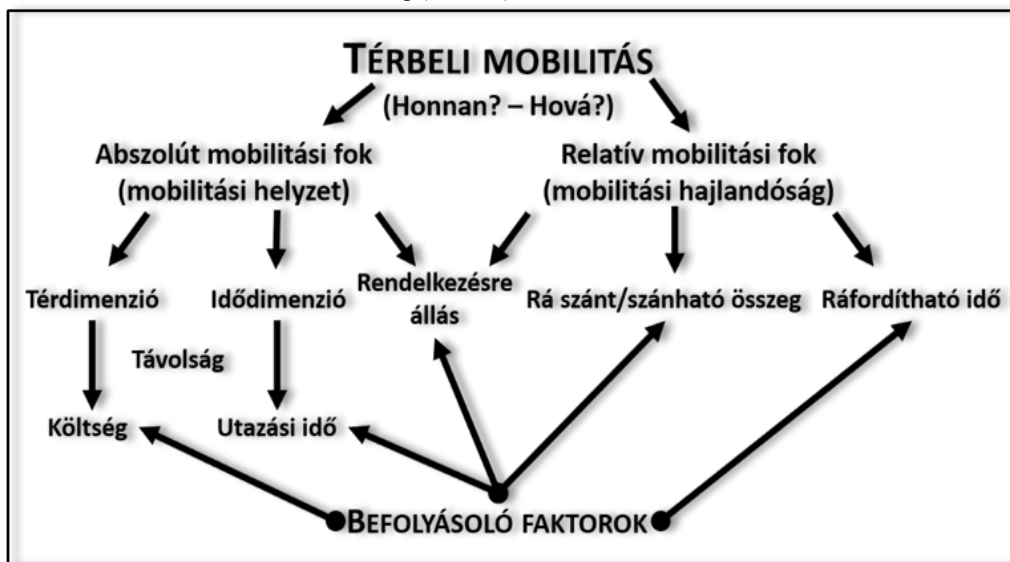 TÉRBELI MOBILITÁS
(Honnan? – Hová?)
Abszolút mobilitási fok
(mobilitási helyzet)
Relatív mobilitási fok
(mobilitási hajlandóság)
Térdimenzió
Idődimenzió
Rendelkezésre
állás
Rá szánt/szánható összeg
Ráfordítható idő
Távolság
Költség
Utazási idő
BEFOLYÁSOLÓ FAKTOROK